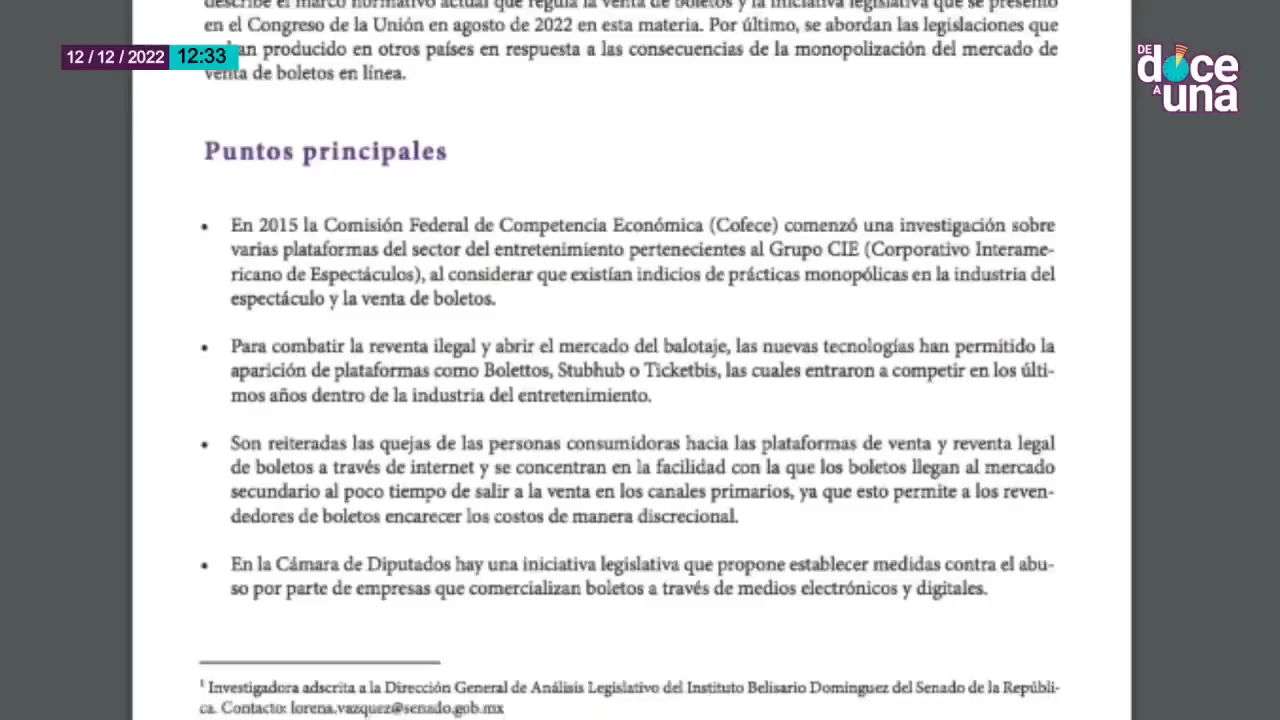 describe el marco normativo actual que regula la venta de boletos y la iniciativa legislativa que se presentó
en el Congreso de la Unión en agosto de 2022 en esta materia. Por último, se abordan las legislaciones que
han producido en otros países en respuesta a las consecuencias de la monopolización del mercado de
12 / 12 / 2022 12:33
venta de boletos en línea.
DE
doce
A
una
Puntos principales
• En 2015 la Comisión Federal de Competencia Económica (Cofece) comenzó una investigación sobre
varias plataformas del sector del entretenimiento pertenecientes al Grupo CIE (Corporativo Interame-
ricano de Espectáculos), al considerar que existían indicios de prácticas monopólicas en la industria del
espectáculo y la venta de boletos.
• Para combatir la reventa ilegal y abrir el mercado del balotaje, las nuevas tecnologías han permitido la
aparición de plataformas como Bolettos, Stubhub o Ticketbis, las cuales entraron a competir en los últi-
mos años dentro de la industria del entretenimiento.
• Son reiteradas las quejas de las personas consumidoras hacia las plataformas de venta y reventa legal
de boletos a través de internet y se concentran en la facilidad con la que los boletos llegan al mercado
secundario al poco tiempo de salir a la venta en los canales primarios, ya que esto permite a los reven-
dedores de boletos encarecer los costos de manera discrecional.
• En la Cámara de Diputados hay una iniciativa legislativa que propone establecer medidas contra el abu-
so por parte de empresas que comercializan boletos a través de medios electrónicos y digitales.
1 Investigadora adscrita a la Dirección General de Análisis Legislativo del Instituto Belisario Domínguez del Senado de la Repúbli-
ca. Contacto: lorena.vazquez@senado.gob.mx